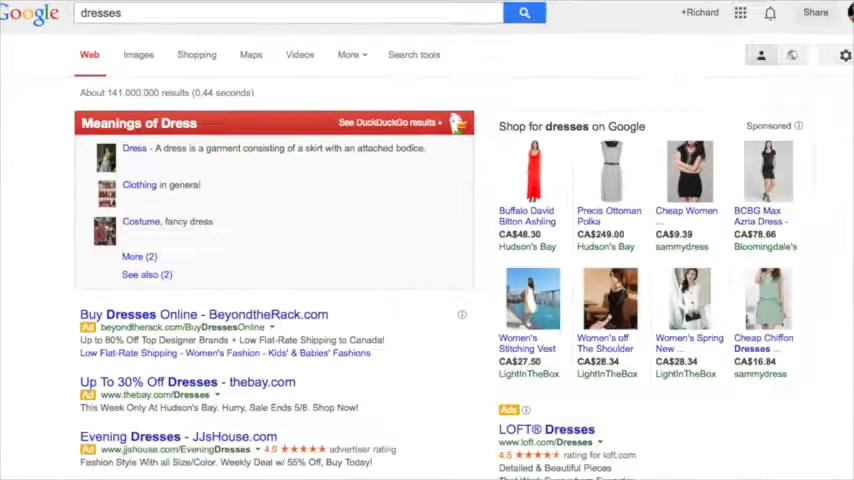 Google
dresses
+Richard
Share
Web
Images
Shopping
Maps
Videos
More
Search tools
About 141,000,000 results (0.44 seconds)
Meanings of Dress
See DuckDuckGo results »
Dress - A dress is a garment consisting of a skirt with an attached bodice.
Clothing in general
Costume, fancy dress
More (2)
See also (2)
Buy Dresses Online - BeyondtheRack.com
Ad beyondtherack.com/BuyDressesOnline
Up to 80% Off Top Designer Brands + Low Flat-Rate Shipping to Canada!
Low Flat-Rate Shipping - Women's Fashion - Kids' & Babies' Fashions
Up To 30% Off Dresses - thebay.com
Ad www.thebay.com/Dresses
This Week Only At Hudson's Bay. Hurry, Sale Ends 5/8. Shop Now!
Evening Dresses - JJsHouse.com
Ad www.jjshouse.com/EveningDresses 4.9 ★★★★★ advertiser rating
Fashion Style With all Size/Color. Weekly Deal w/ 55% Off, Buy Today!
Shop for dresses on Google
Sponsored
Buffalo David
Bitton Ashling
CA$48.30
Hudson's Bay
Precis Ottoman
Polka
CA$249.00
Hudson's Bay
Cheap Women
...
CA$9.39
sammydress
BCBG Max
Azria Dress -
CA$78.66
Bloomingdale's
Women's
Stitching Vest
CA$27.50
LightInTheBox
Women's off
The Shoulder
CA$28.34
LightInTheBox
Women's Spring
New ...
CA$28.34
LightInTheBox
Cheap Chiffon
Dresses ...
CA$16.84
sammydress
Ads
LOFT® Dresses
www.loft.com/Dresses
4.5 ★★★★★ rating for loft.com
Detailed & Beautiful Pieces